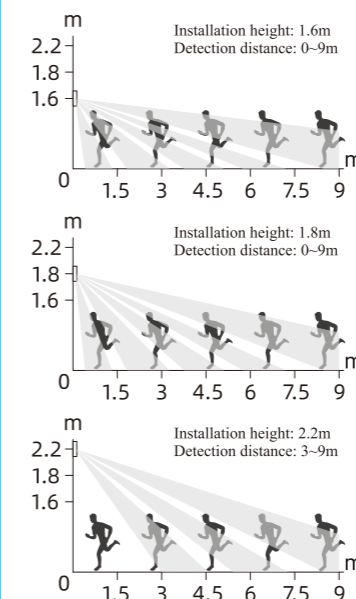 m
Installation height: 1.6m
Detection distance: 0~9m
2.2
1.8
1.6
m
0
1.5 3 4.5 6 7.5 9
m
Installation height: 1.8m
Detection distance: 0~9m
2.2
1.8
1.6
m
0
1.5 3 4.5 6 7.5 9
m
Installation height: 2.2m
Detection distance: 3~9m
2.2
1.8
1.6
m
0
1.5 3 4.5 6 7.5 9